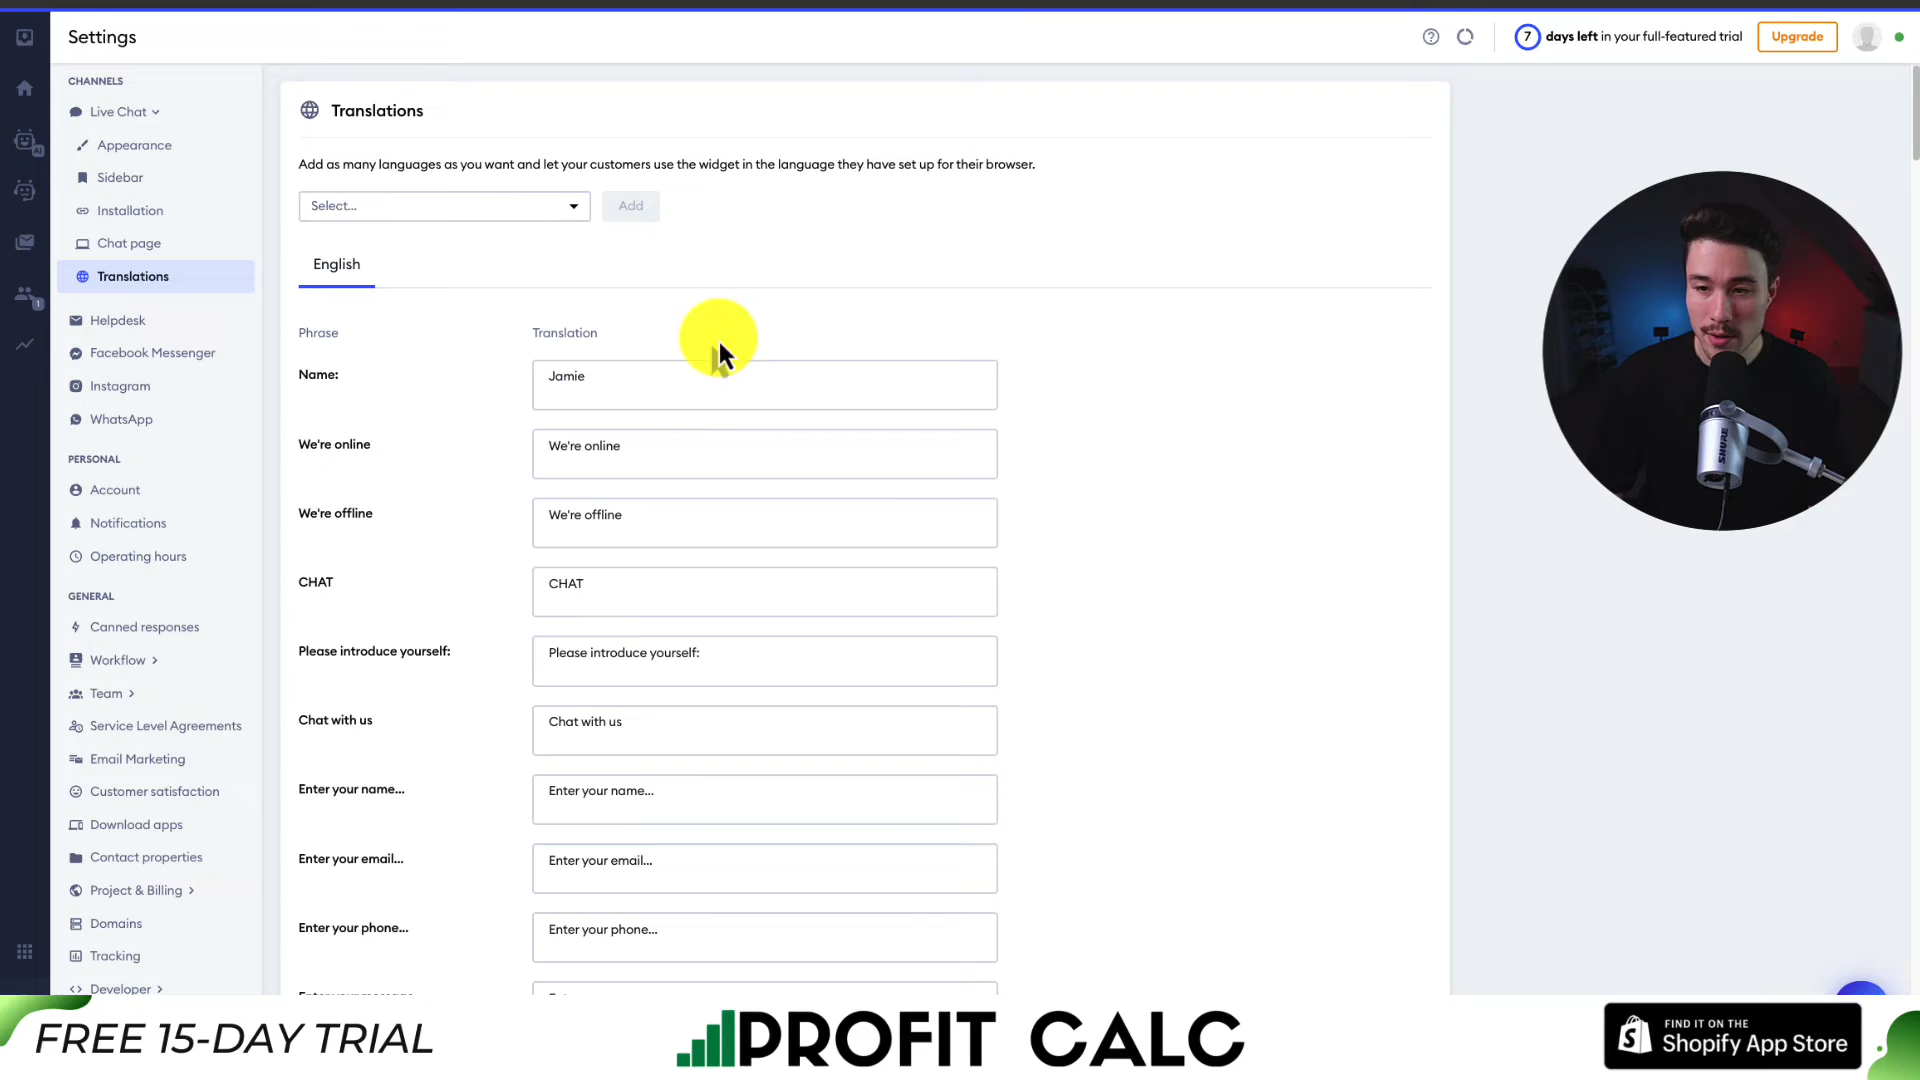 Settings
7 days left in your full-featured trial
Upgrade
AI
1
CHANNELS
Live Chat
Appearance
Sidebar
Installation
Chat page
Translations
Helpdesk
Facebook Messenger
Instagram
WhatsApp
PERSONAL
Account
Notifications
Operating hours
GENERAL
Canned responses
Workflow
Team
Service Level Agreements
Email Marketing
Customer satisfaction
Download apps
Contact properties
Project & Billing
Domains
Tracking
Developer
Translations
Add as many languages as you want and let your customers use the widget in the language they have set up for their browser.
Select...
Add
English
Phrase Translation
Name: Jamie
We're online We're online
We're offline We're offline
CHAT CHAT
Please introduce yourself: Please introduce yourself:
Chat with us Chat with us
Enter your name... Enter your name...
Enter your email... Enter your email...
Enter your phone... Enter your phone...
SHURE
FREE 15-DAY TRIAL
PROFIT CALC
FIND IT ON THE
Shopify App Store